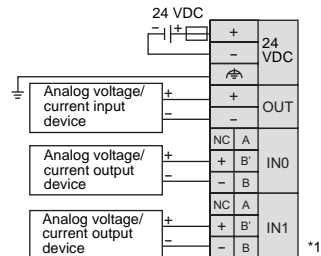 24 VDC
- +
+
-
24
VDC
Analog voltage/
current input
device
+
-
+
-
OUT
Analog voltage/
current output
device
+
-
NC A
+ B'
- B
IN0
Analog voltage/
current output
device
+
-
NC A
+ B'
- B
IN1
*1